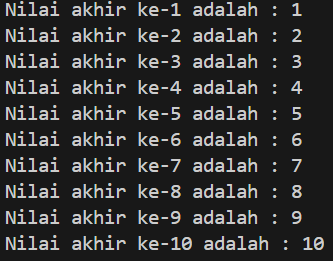 Nilai akhir ke-1 adalah : 1
Nilai akhir ke-2 adalah : 2
Nilai akhir ke-3 adalah : 3
Nilai akhir ke-4 adalah : 4
Nilai akhir ke-5 adalah : 5
Nilai akhir ke-6 adalah : 6
Nilai akhir ke-7 adalah : 7
Nilai akhir ke-8 adalah : 8
Nilai akhir ke-9 adalah : 9
Nilai akhir ke-10 adalah : 10